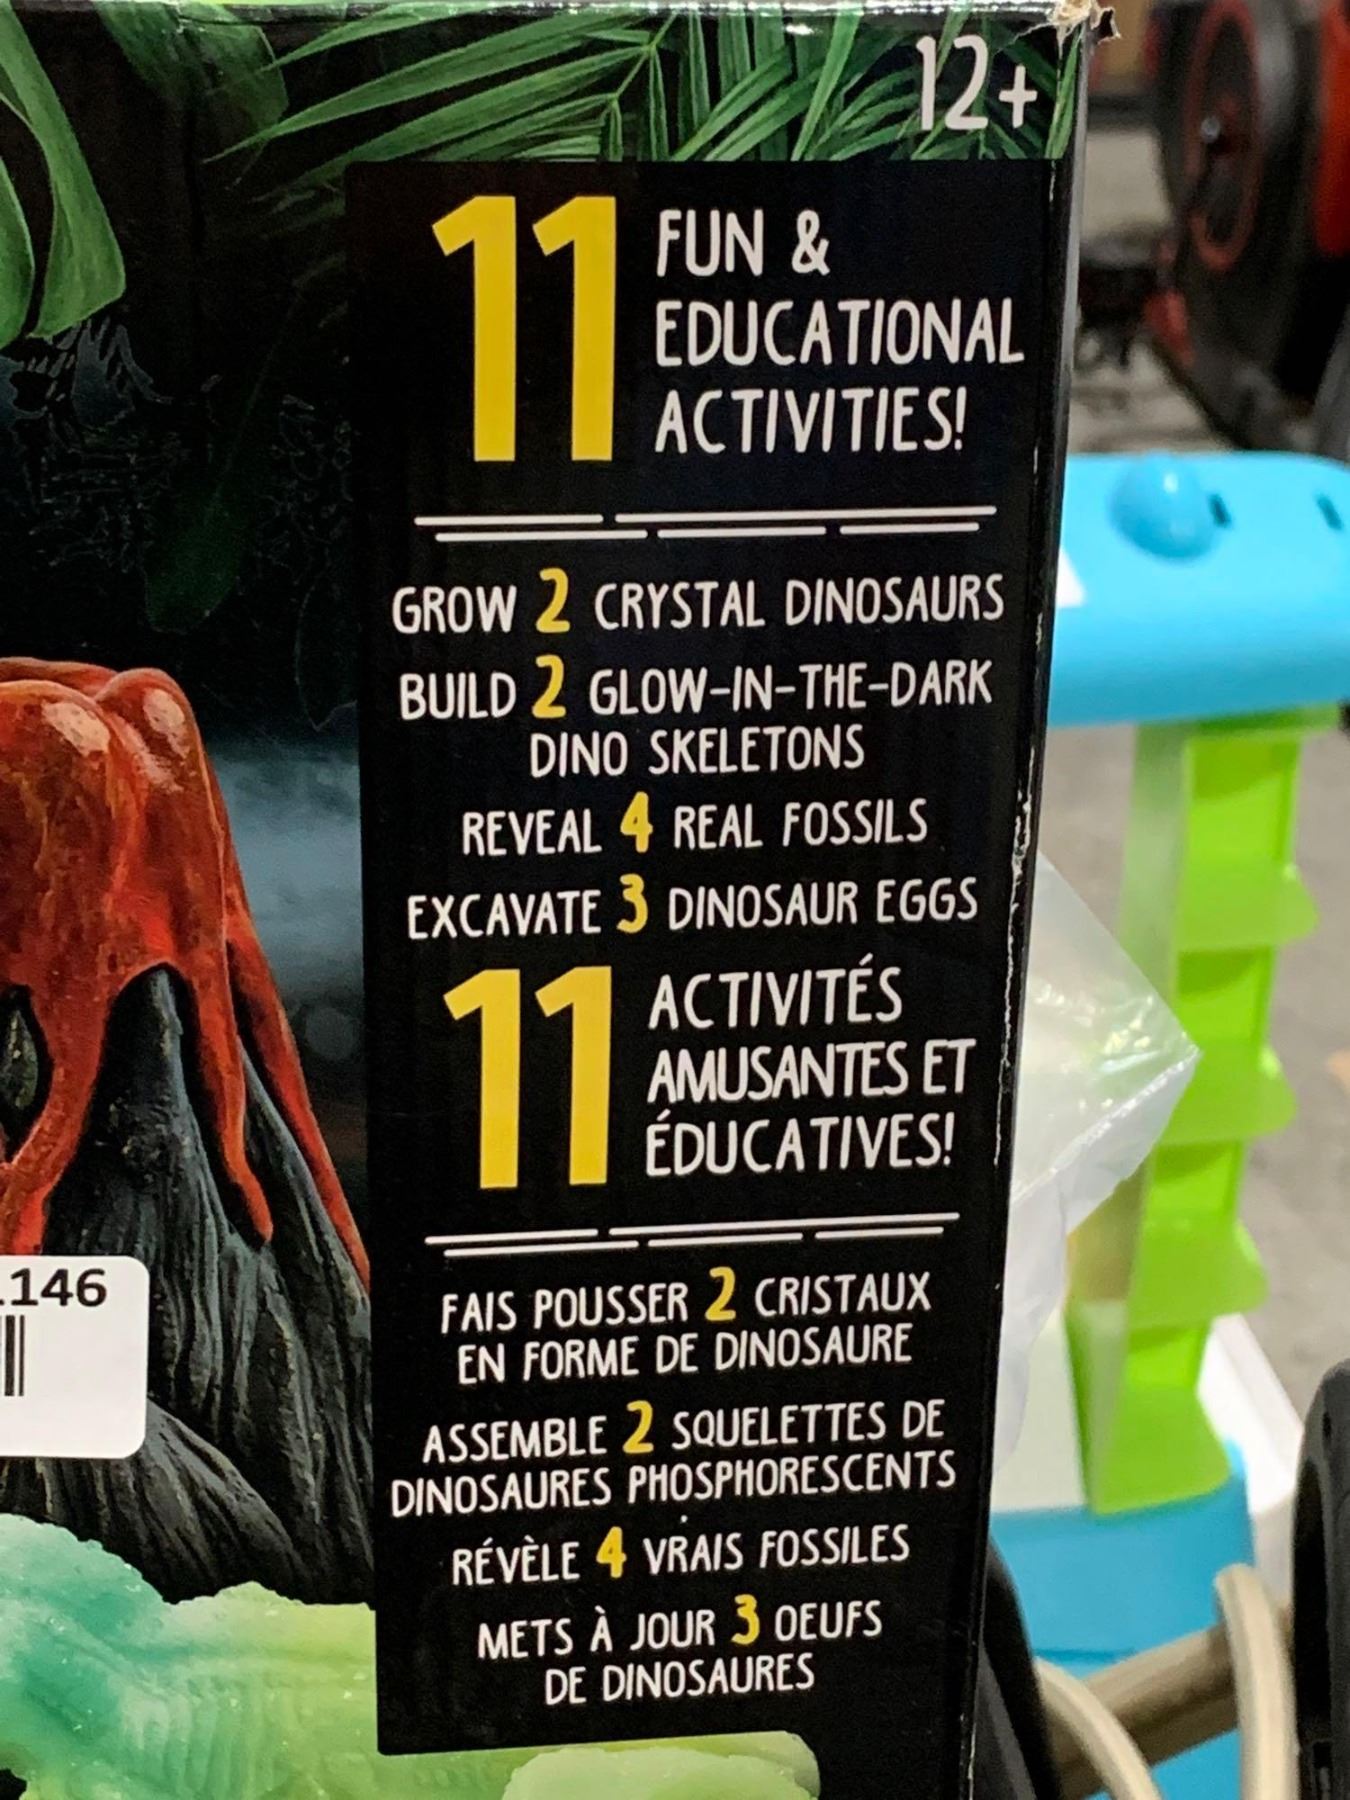 12+
11 FUN &
EDUCATIONAL
ACTIVITIES!
GROW 2 CRYSTAL DINOSAURS
BUILD 2 GLOW-IN-THE-DARK
DINO SKELETONS
REVEAL 4 REAL FOSSILS
EXCAVATE 3 DINOSAUR EGGS
11 ACTIVITÉS
AMUSANTES ET
ÉDUCATIVES!
FAIS POUSSER 2 CRISTAUX
EN FORME DE DINOSAURE
ASSEMBLE 2 SQUELETTES DE
DINOSAURES PHOSPHORESCENTS
RÉVÈLE 4 VRAIS FOSSILES
METS À JOUR 3 OEUFS
DE DINOSAURES
146